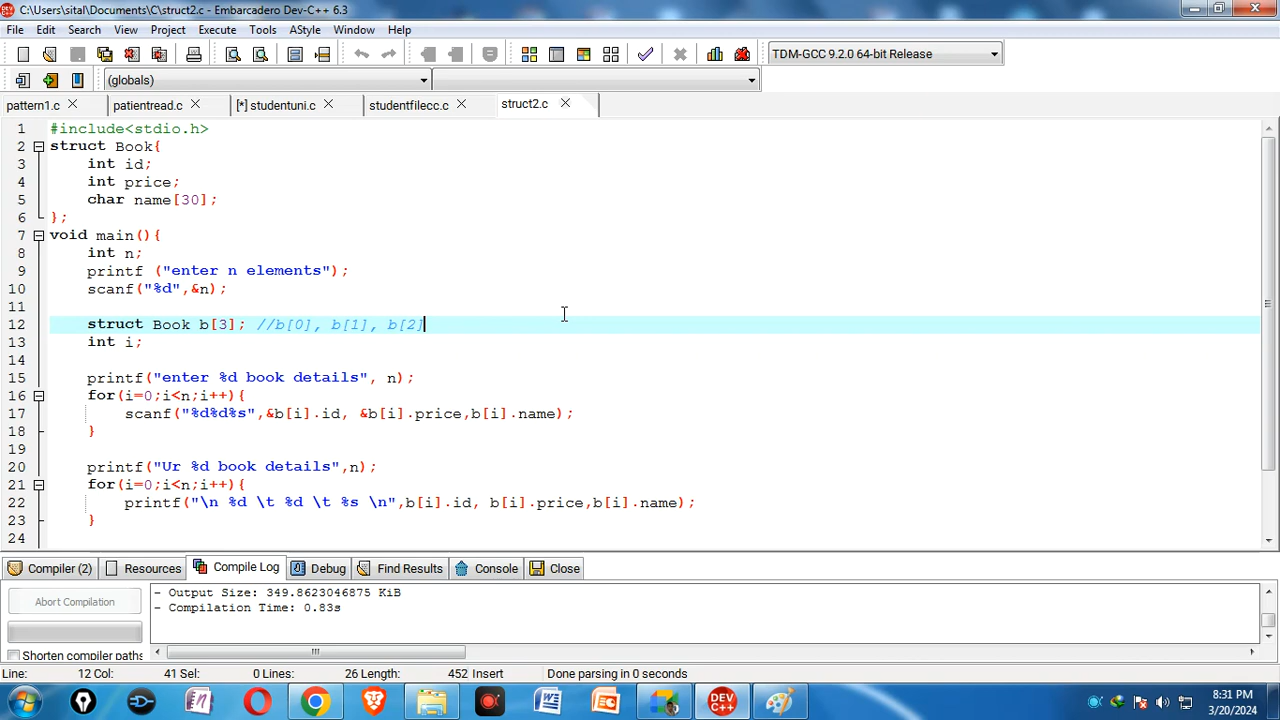 C:\Users\sital\Documents\C\struct2.c - Embarcadero Dev-C++ 6.3
File Edit Search View Project Execute Tools AStyle Window Help
TDM-GCC 9.2.0 64-bit Release
(globals)
pattern1.c patientread.c [*] studentuni.c studentfilecc.c struct2.c
1 #include<stdio.h>
2 struct Book{
3 int id;
4 int price;
5 char name[30];
6 };
7 void main(){
8 int n;
9 printf ("enter n elements");
10 scanf("%d",&n);
11
12 struct Book b[3]; //b[0], b[1], b[2]
13 int i;
14
15 printf("enter %d book details", n);
16 for(i=0;i<n;i++){
17 scanf("%d%d%s",&b[i].id, &b[i].price,b[i].name);
18 }
19
20 printf("Ur %d book details",n);
21 for(i=0;i<n;i++){
22 printf("\n %d \t %d \t %s \n",b[i].id, b[i].price,b[i].name);
23 }
24
Compiler (2) Resources Compile Log Debug Find Results Console Close
Abort Compilation
- Output Size: 349.8623046875 KiB
- Compilation Time: 0.83s
Shorten compiler paths
Line: 12 Col: 41 Sel: 0 Lines: 26 Length: 452 Insert Done parsing in 0 seconds
8:31 PM
3/20/2024